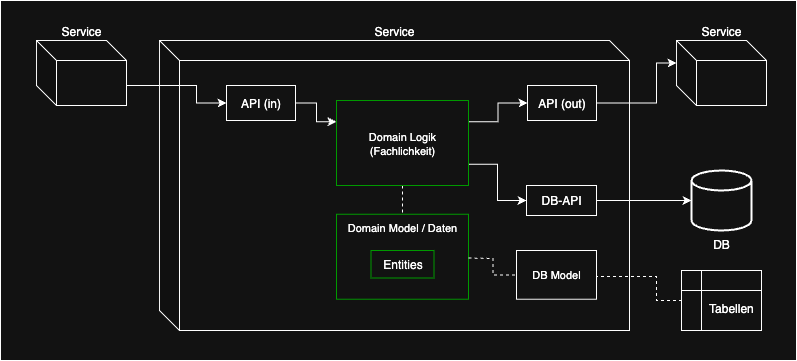 Service
Service
Service
API (in)
API (out)
Domain Logik
(Fachlichkeit)
DB-API
Domain Model / Daten
DB
Entities
DB Model
Tabellen